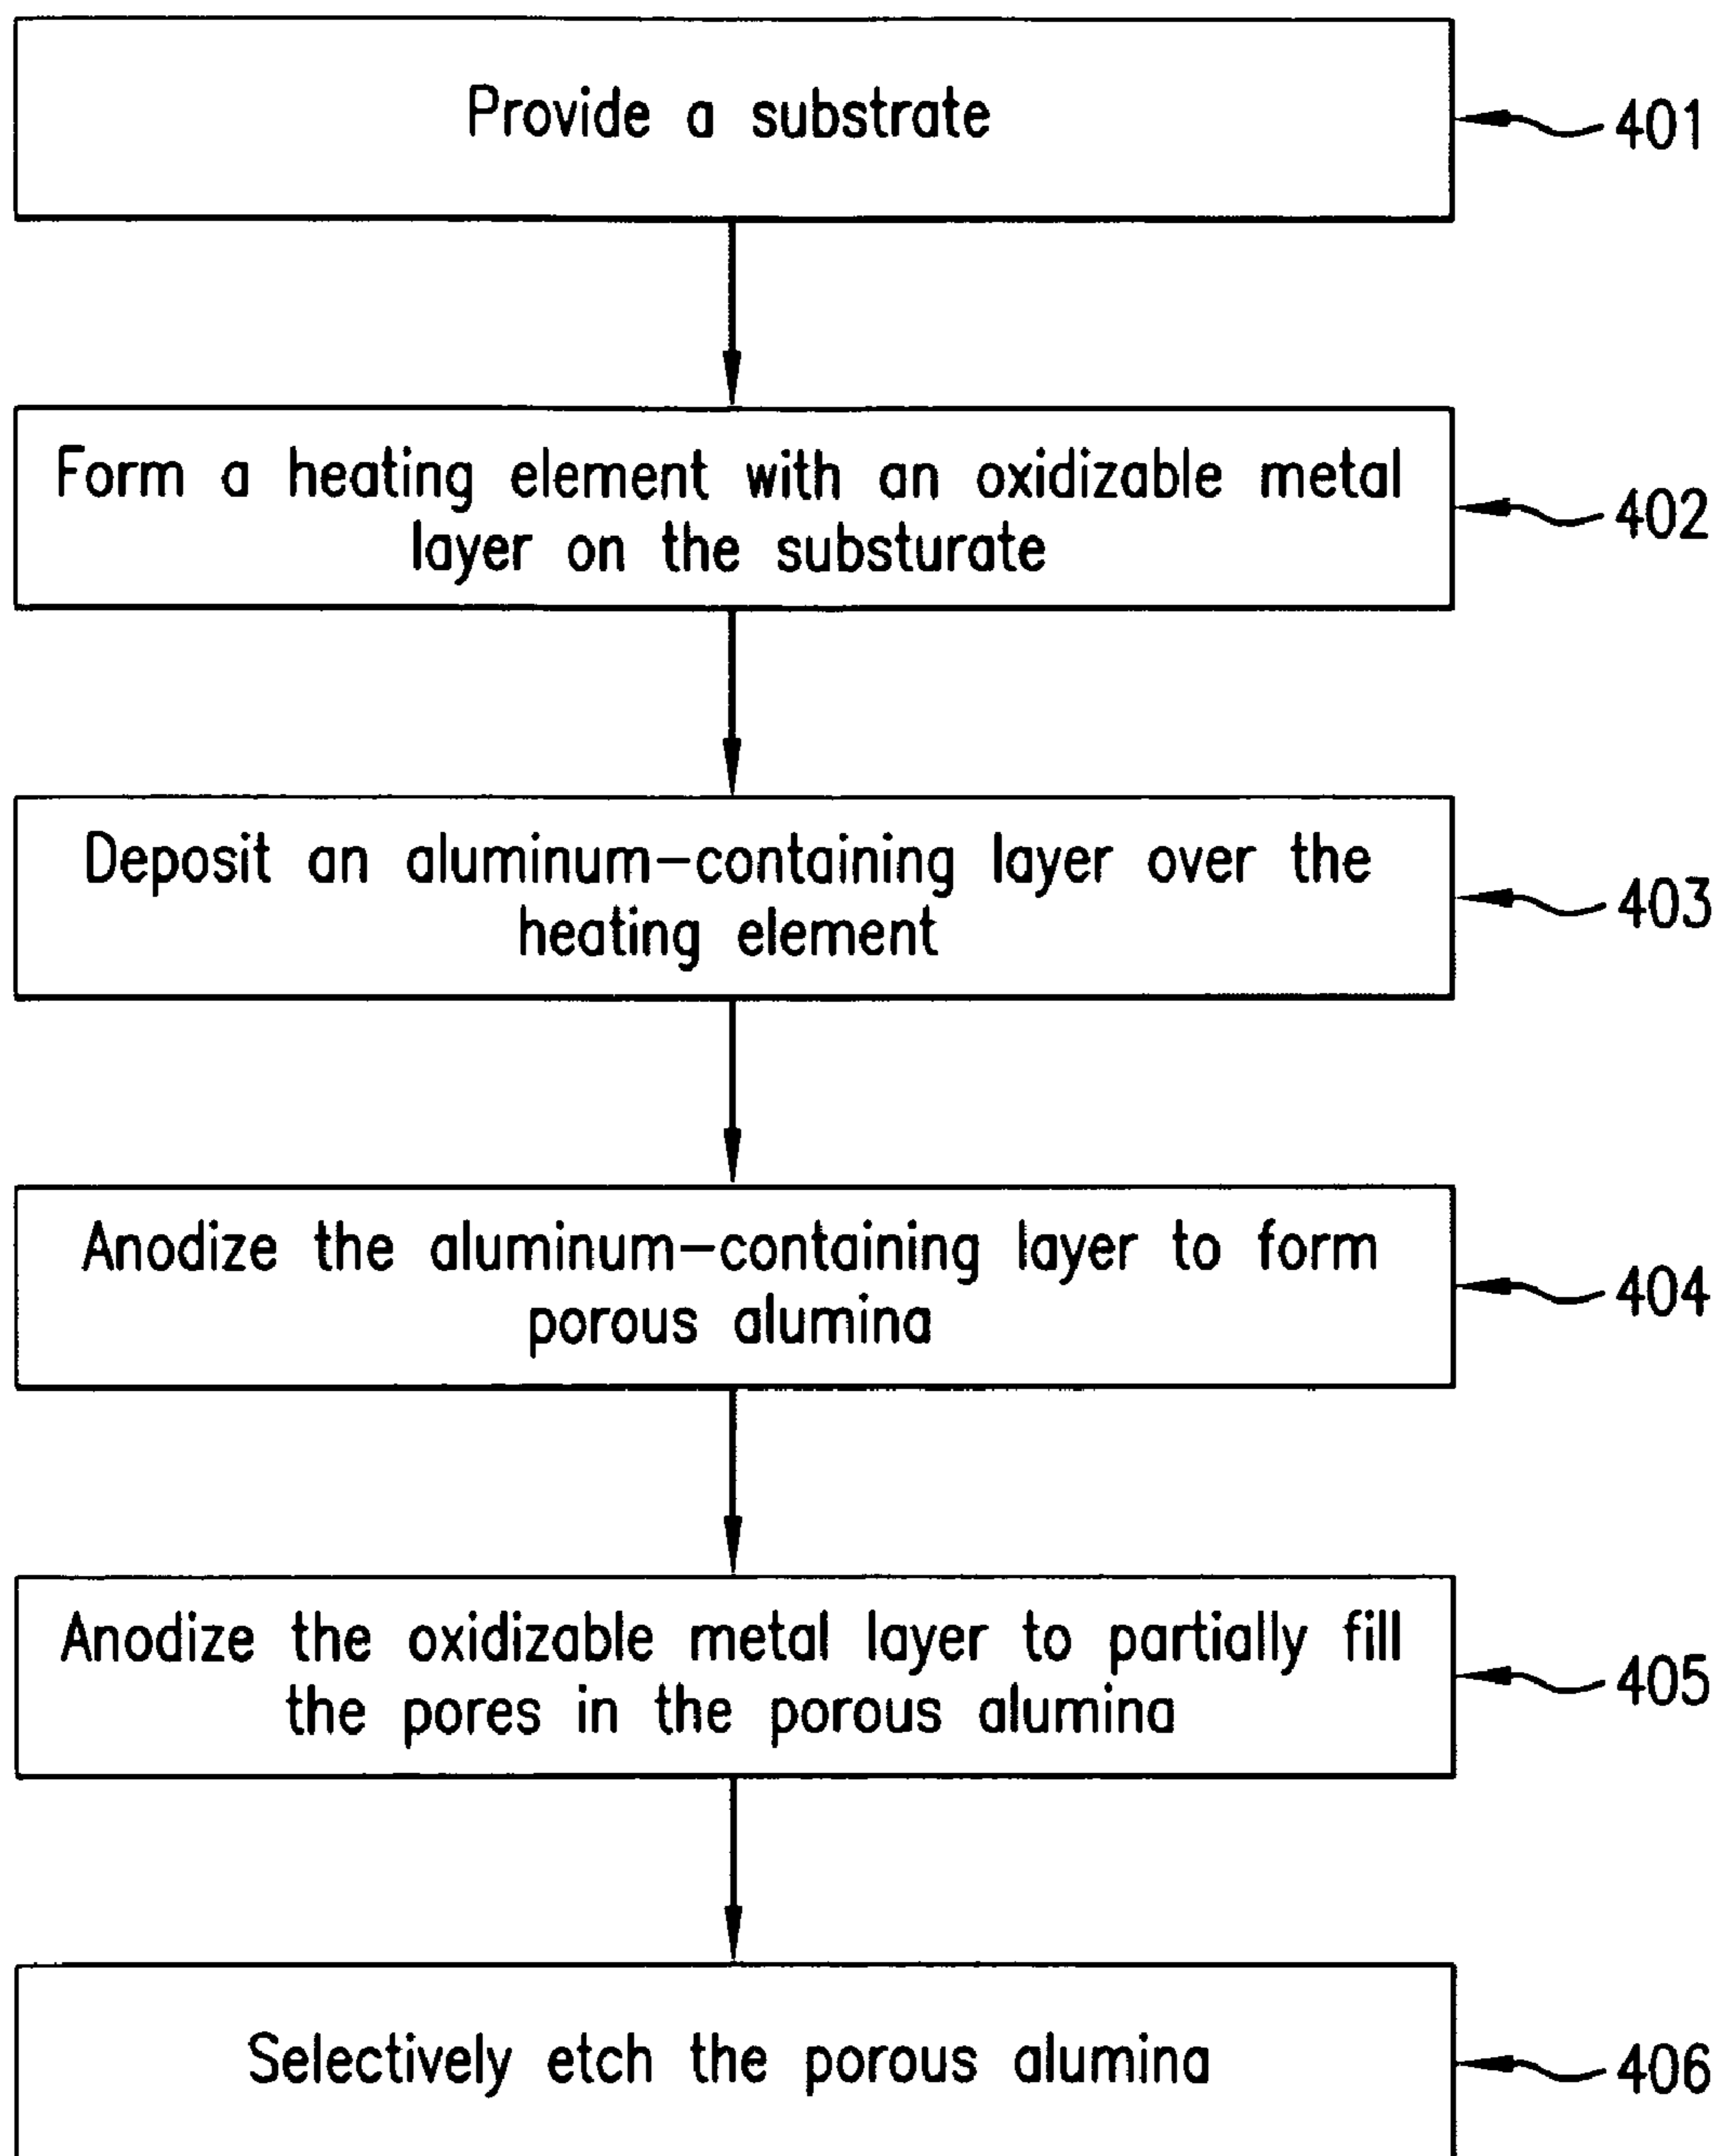 Provide a substrate
401
Form a heating element with an oxidizable metal
layer on the substurate
402
Deposit an aluminum-containing layer over the
heating element
403
Anodize the aluminum-containing layer to form
porous alumina
404
Anodize the oxidizable metal layer to partially fill
the pores in the porous alumina
405
Selectively etch the porous alumina
406